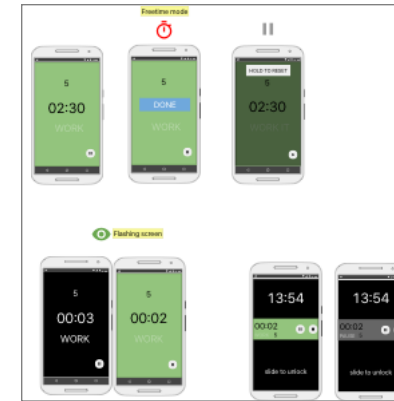 Freetime mode
5
02:30
WORK
5
DONE
WORK
HOLD TO RESET
5
02:30
WORK
Flashing screen
5
00:03
WORK
5
00:02
WORK
13:54
00:02
5
slide to unlock
13:54
00:02
slide to unlock